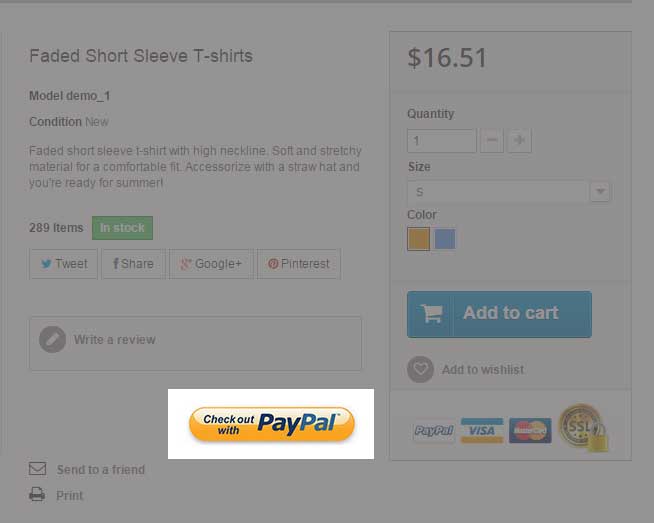 Faded Short Sleeve T-shirts
Model demo_1
Condition New
Faded short sleeve t-shirt with high neckline. Soft and stretchy
material for a comfortable fit. Accessorize with a straw hat and
you're ready for summer!
289 Items In stock
Tweet Share Google+ Pinterest
Write a review
Check out
with PayPal™
Send to a friend
Print
$16.51
Quantity
1
Size
S
Color
Add to cart
Add to wishlist
PayPal VISA MasterCard SSL